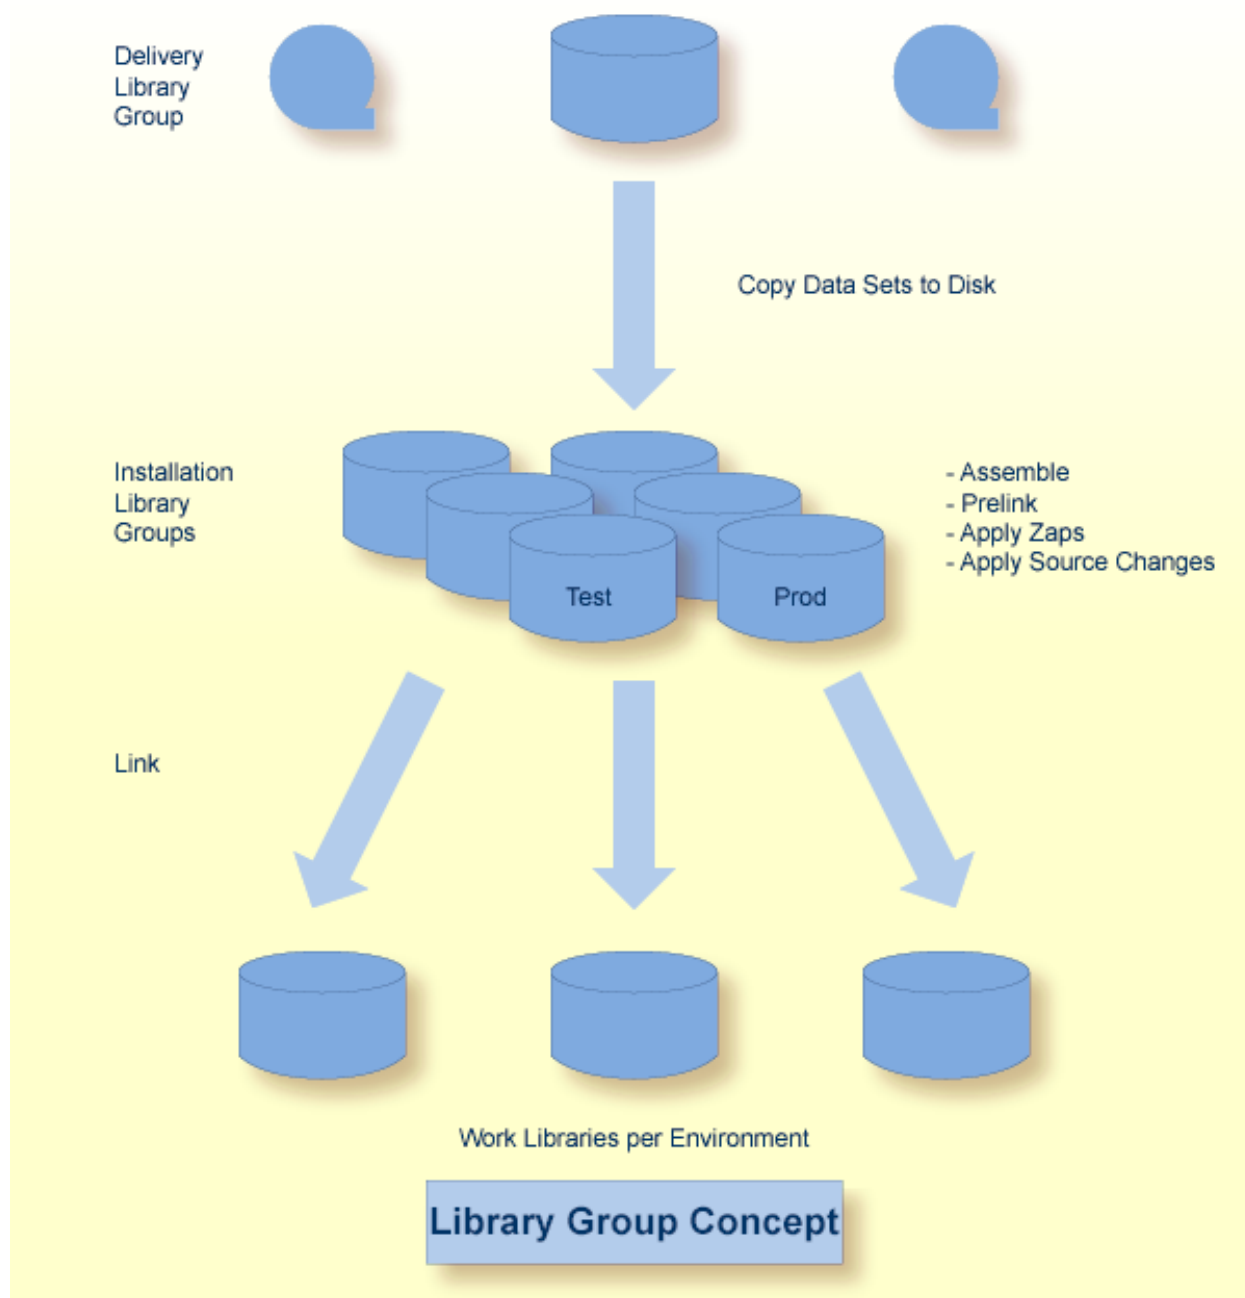 Delivery
Library
Group
Copy Data Sets to Disk
Installation
Library
Groups
- Assemble
- Prelink
- Apply Zaps
- Apply Source Changes
Test
Prod
Link
Work Libraries per Environment
Library Group Concept